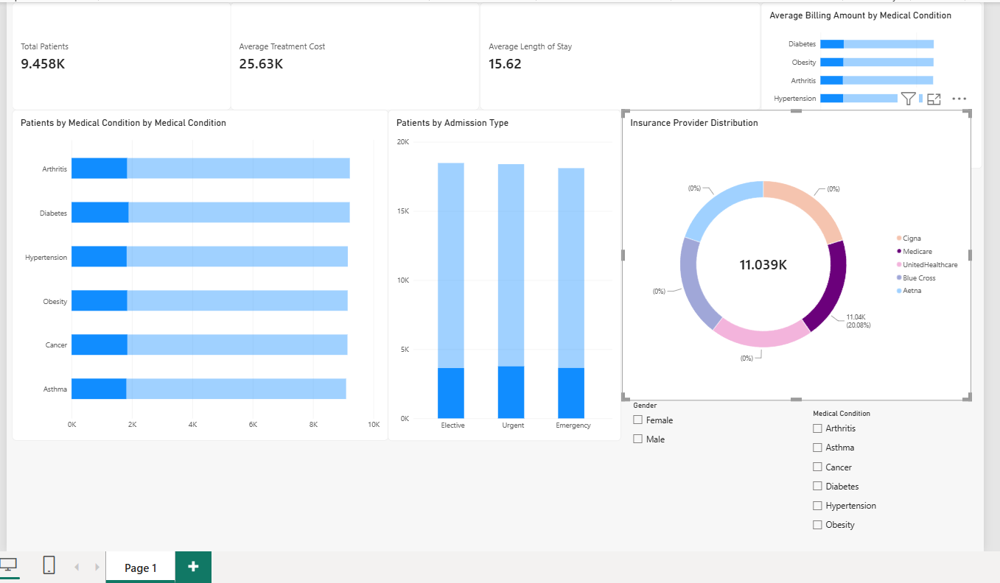 Total Patients
9.458K
Average Treatment Cost
25.63K
Average Length of Stay
15.62
Average Billing Amount by Medical Condition
Diabetes
Obesity
Arthritis
Hypertension
Patients by Medical Condition by Medical Condition
Arthritis
Diabetes
Hypertension
Obesity
Cancer
Asthma
0K 2K 4K 6K 8K 10K
Patients by Admission Type
20K
15K
10K
5K
0K
Elective Urgent Emergency
Insurance Provider Distribution
(0%) (0%)
11.039K
(0%)
11.04K
(20.08%)
(0%)
Cigna
Medicare
UnitedHealthcare
Blue Cross
Aetna
Gender
Female
Male
Medical Condition
Arthritis
Asthma
Cancer
Diabetes
Hypertension
Obesity
Page 1